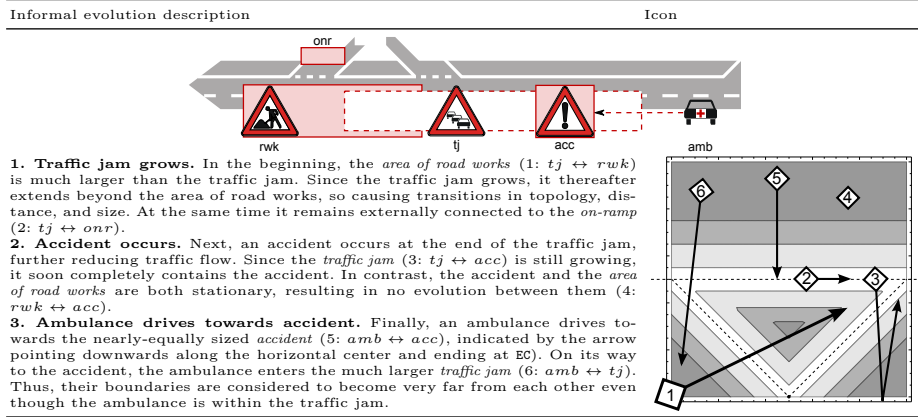 Informal evolution description Icon
onr
rwk tj acc
amb
1. Traffic jam grows. In the beginning, the area of road works (1: tj ↔ rwk)
is much larger than the traffic jam. Since the traffic jam grows, it thereafter
extends beyond the area of road works, so causing transitions in topology, dis-
tance, and size. At the same time it remains externally connected to the on-ramp
(2: tj ↔ onr).
2. Accident occurs. Next, an accident occurs at the end of the traffic jam,
further reducing traffic flow. Since the traffic jam (3: tj ↔ acc) is still growing,
it soon completely contains the accident. In contrast, the accident and the area
of road works are both stationary, resulting in no evolution between them (4:
rwk ↔ acc).
3. Ambulance drives towards accident. Finally, an ambulance drives to-
wards the nearly-equally sized accident (5: amb ↔ acc), indicated by the arrow
pointing downwards along the horizontal center and ending at EC). On its way
to the accident, the ambulance enters the much larger traffic jam (6: amb ↔ tj).
Thus, their boundaries are considered to become very far from each other even
though the ambulance is within the traffic jam.
5
6 4
2 3
1